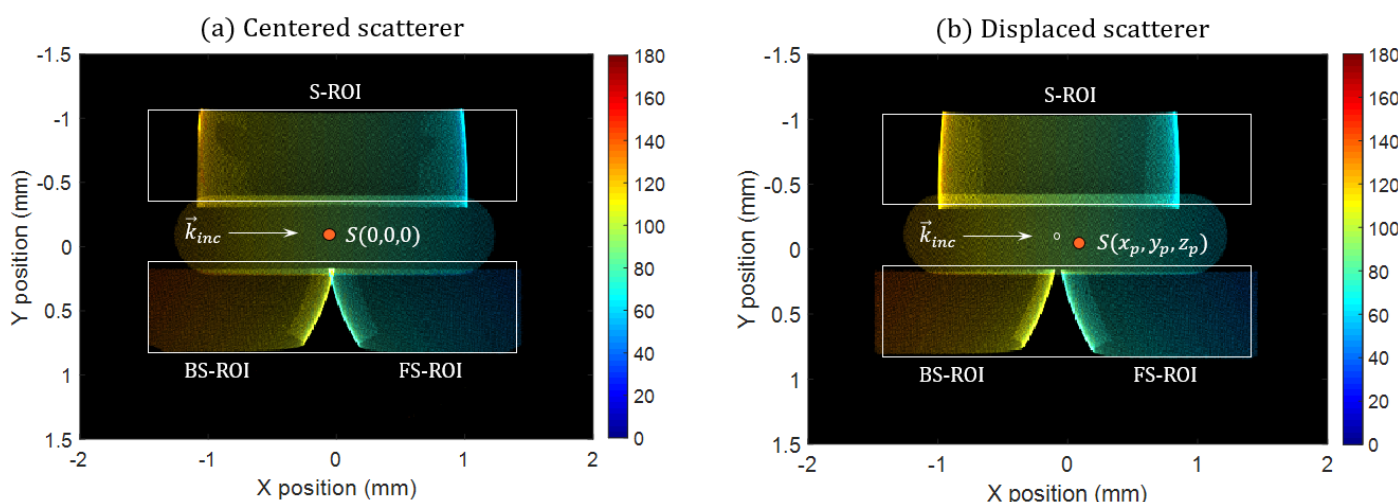 (a) Centered scatterer
(b) Displaced scatterer
-1.5
-1
-0.5
0
0.5
1
1.5
Y position (mm)
S-ROI
k⃗inc
S(0,0,0)
BS-ROI
FS-ROI
-2
-1
0
1
2
X position (mm)
180
160
140
120
100
80
60
40
20
0
-1.5
-1
-0.5
0
0.5
1
1.5
Y position (mm)
S-ROI
k⃗inc
S(xp, yp, zp)
BS-ROI
FS-ROI
-2
-1
0
1
2
X position (mm)
180
160
140
120
100
80
60
40
20
0